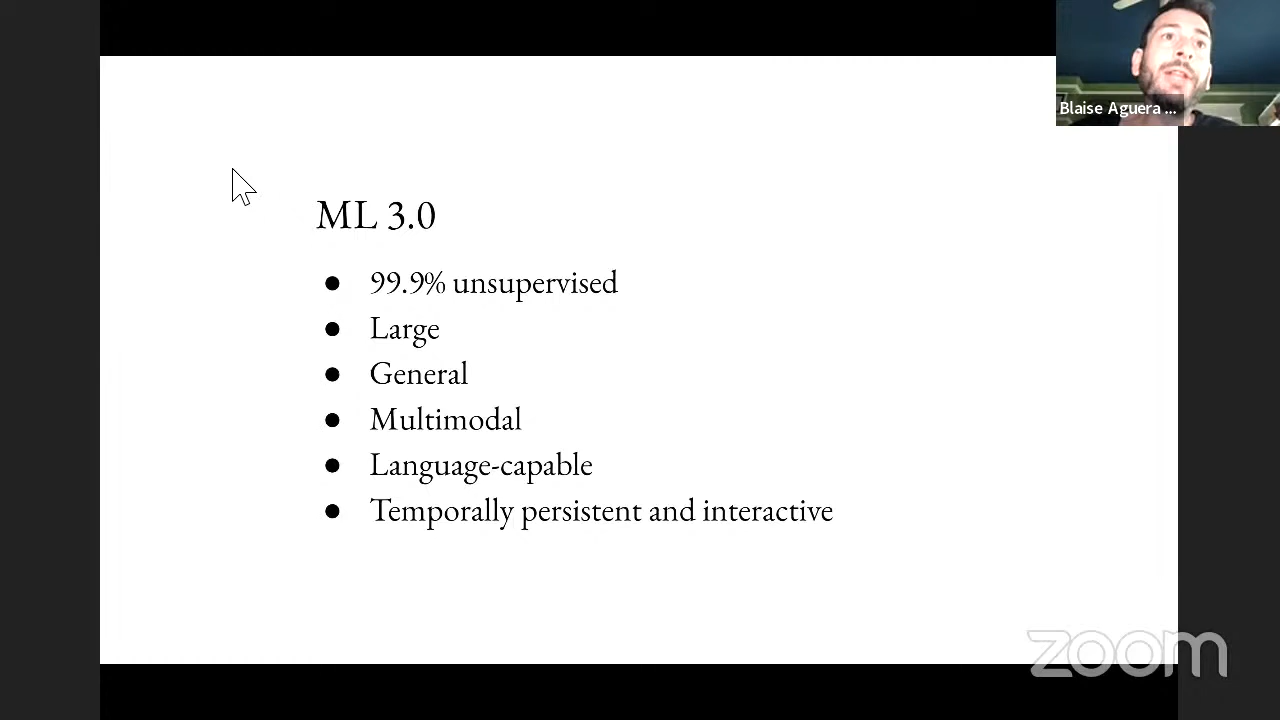 Blaise Aguera ...
ML 3.0
● 99.9% unsupervised
● Large
● General
● Multimodal
● Language-capable
● Temporally persistent and interactive
zoom